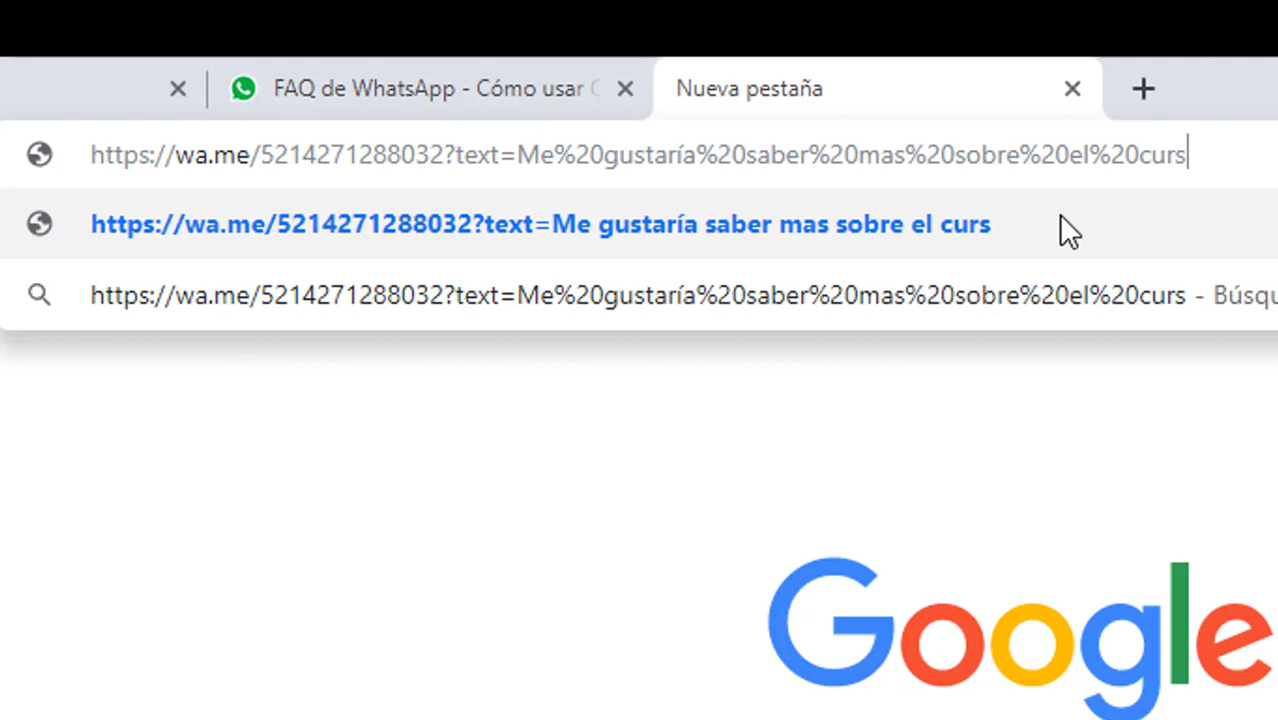 FAQ de WhatsApp - Cómo usar
Nueva pestaña
https://wa.me/5214271288032?text=Me%20gustaría%20saber%20mas%20sobre%20el%20curs
https://wa.me/5214271288032?text=Me gustaría saber mas sobre el curs
https://wa.me/5214271288032?text=Me%20gustaría%20saber%20mas%20sobre%20el%20curs - Búsqu
Google